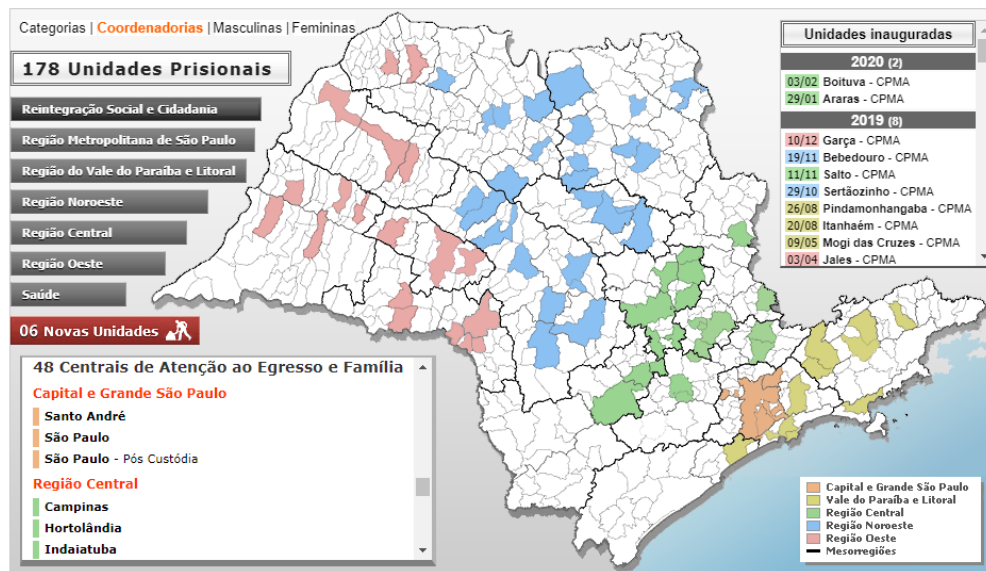 Categorias | Coordenadorias | Masculinas | Femininas
178 Unidades Prisionais
Reintegração Social e Cidadania
Região Metropolitana de São Paulo
Região do Vale do Paraíba e Litoral
Região Noroeste
Região Central
Região Oeste
Saúde
06 Novas Unidades
48 Centrais de Atenção ao Egresso e Família
Capital e Grande São Paulo
Santo André
São Paulo
São Paulo - Pós Custódia
Região Central
Campinas
Hortolândia
Indaiatuba
Unidades inauguradas
2020 (2)
03/02 Boituva - CPMA
29/01 Araras - CPMA
2019 (8)
10/12 Garça - CPMA
19/11 Bebedouro - CPMA
11/11 Salto - CPMA
29/10 Sertãozinho - CPMA
26/08 Pindamonhangaba - CPMA
20/08 Itanhaém - CPMA
09/05 Mogi das Cruzes - CPMA
03/04 Jales - CPMA
Capital e Grande São Paulo
Vale do Paraíba e Litoral
Região Central
Região Noroeste
Região Oeste
Mesorregiões